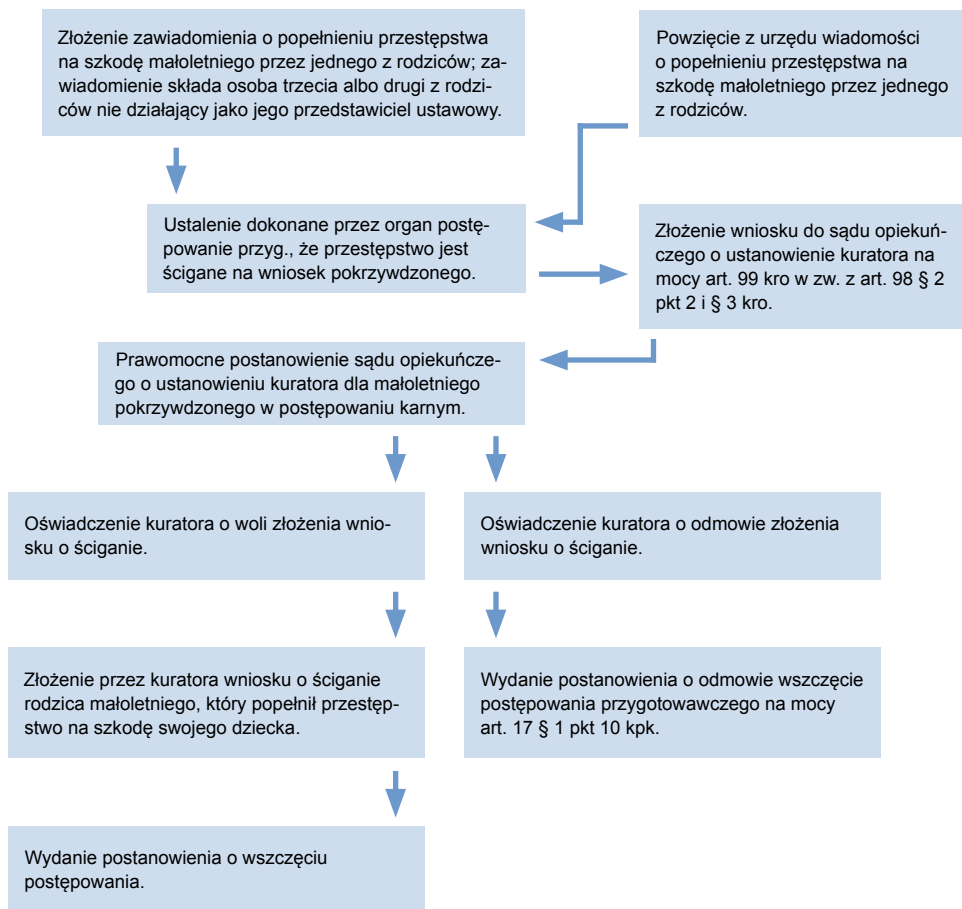 Złożenie zawiadomienia o popełnieniu przestępstwa
na szkodę małoletniego przez jednego z rodziców; za-
wiadomienie składa osoba trzecia albo drugi z rodzi-
ców nie działający jako jego przedstawiciel ustawowy.
Powzięcie z urzędu wiadomości
o popełnieniu przestępstwa na
szkodę małoletniego przez jednego
z rodziców.
Ustalenie dokonane przez organ postę-
powanie przyg., że przestępstwo jest
ścigane na wniosek pokrzywdzonego.
Złożenie wniosku do sądu opiekuń-
czego o ustanowienie kuratora na
mocy art. 99 kro w zw. z art. 98 § 2
pkt 2 i § 3 kro.
Prawomocne postanowienie sądu opiekuńcze-
go o ustanowieniu kuratora dla małoletniego
pokrzywdzonego w postępowaniu karnym.
Oświadczenie kuratora o woli złożenia wnio-
sku o ściganie.
Oświadczenie kuratora o odmowie złożenia
wniosku o ściganie.
Złożenie przez kuratora wniosku o ściganie
rodzica małoletniego, który popełnił przestęp-
stwo na szkodę swojego dziecka.
Wydanie postanowienia o odmowie wszczęcie
postępowania przygotowawczego na mocy
art. 17 § 1 pkt 10 kpk.
Wydanie postanowienia o wszczęciu
postępowania.